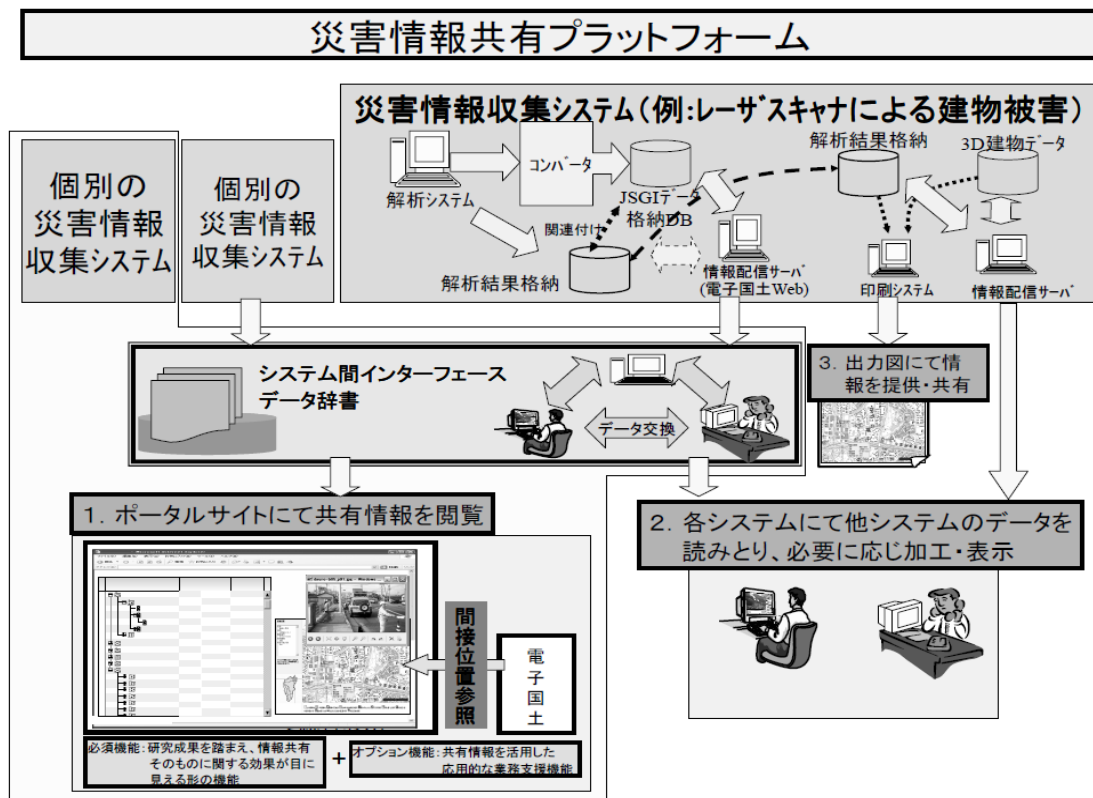 災害情報共有プラットフォーム
災害情報収集システム(例:レーザスキャナによる建物被害)
個別の
災害情報
収集システム
個別の
災害情報
収集システム
解析システム
コンバータ
JSGIデータ
格納DB
関連付け
解析結果格納
情報配信サーバ
(電子国土Web)
解析結果格納
3D建物データ
印刷システム
情報配信サーバ
システム間インターフェース
データ辞書
データ交換
3. 出力図にて情
報を提供・共有
1. ポータルサイトにて共有情報を閲覧
2. 各システムにて他システムのデータを
読みとり、必要に応じ加工・表示
間接位置参照
電子国土
必須機能:研究成果を踏まえ、情報共有
そのものに関する効果が目に
見える形の機能
+
オプション機能:共有情報を活用した
応用的な業務支援機能